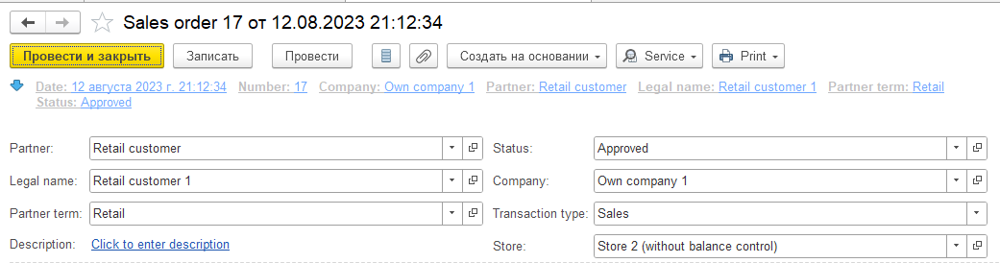 Sales order 17 от 12.08.2023 21:12:34
Провести и закрыть Записать Провести Создать на основании Service Print
Date: 12 августа 2023 г. 21:12:34 Number: 17 Company: Own company 1 Partner: Retail customer Legal name: Retail customer 1 Partner term: Retail
Status: Approved
Partner: Retail customer Status: Approved
Legal name: Retail customer 1 Company: Own company 1
Partner term: Retail Transaction type: Sales
Description: Click to enter description Store: Store 2 (without balance control)